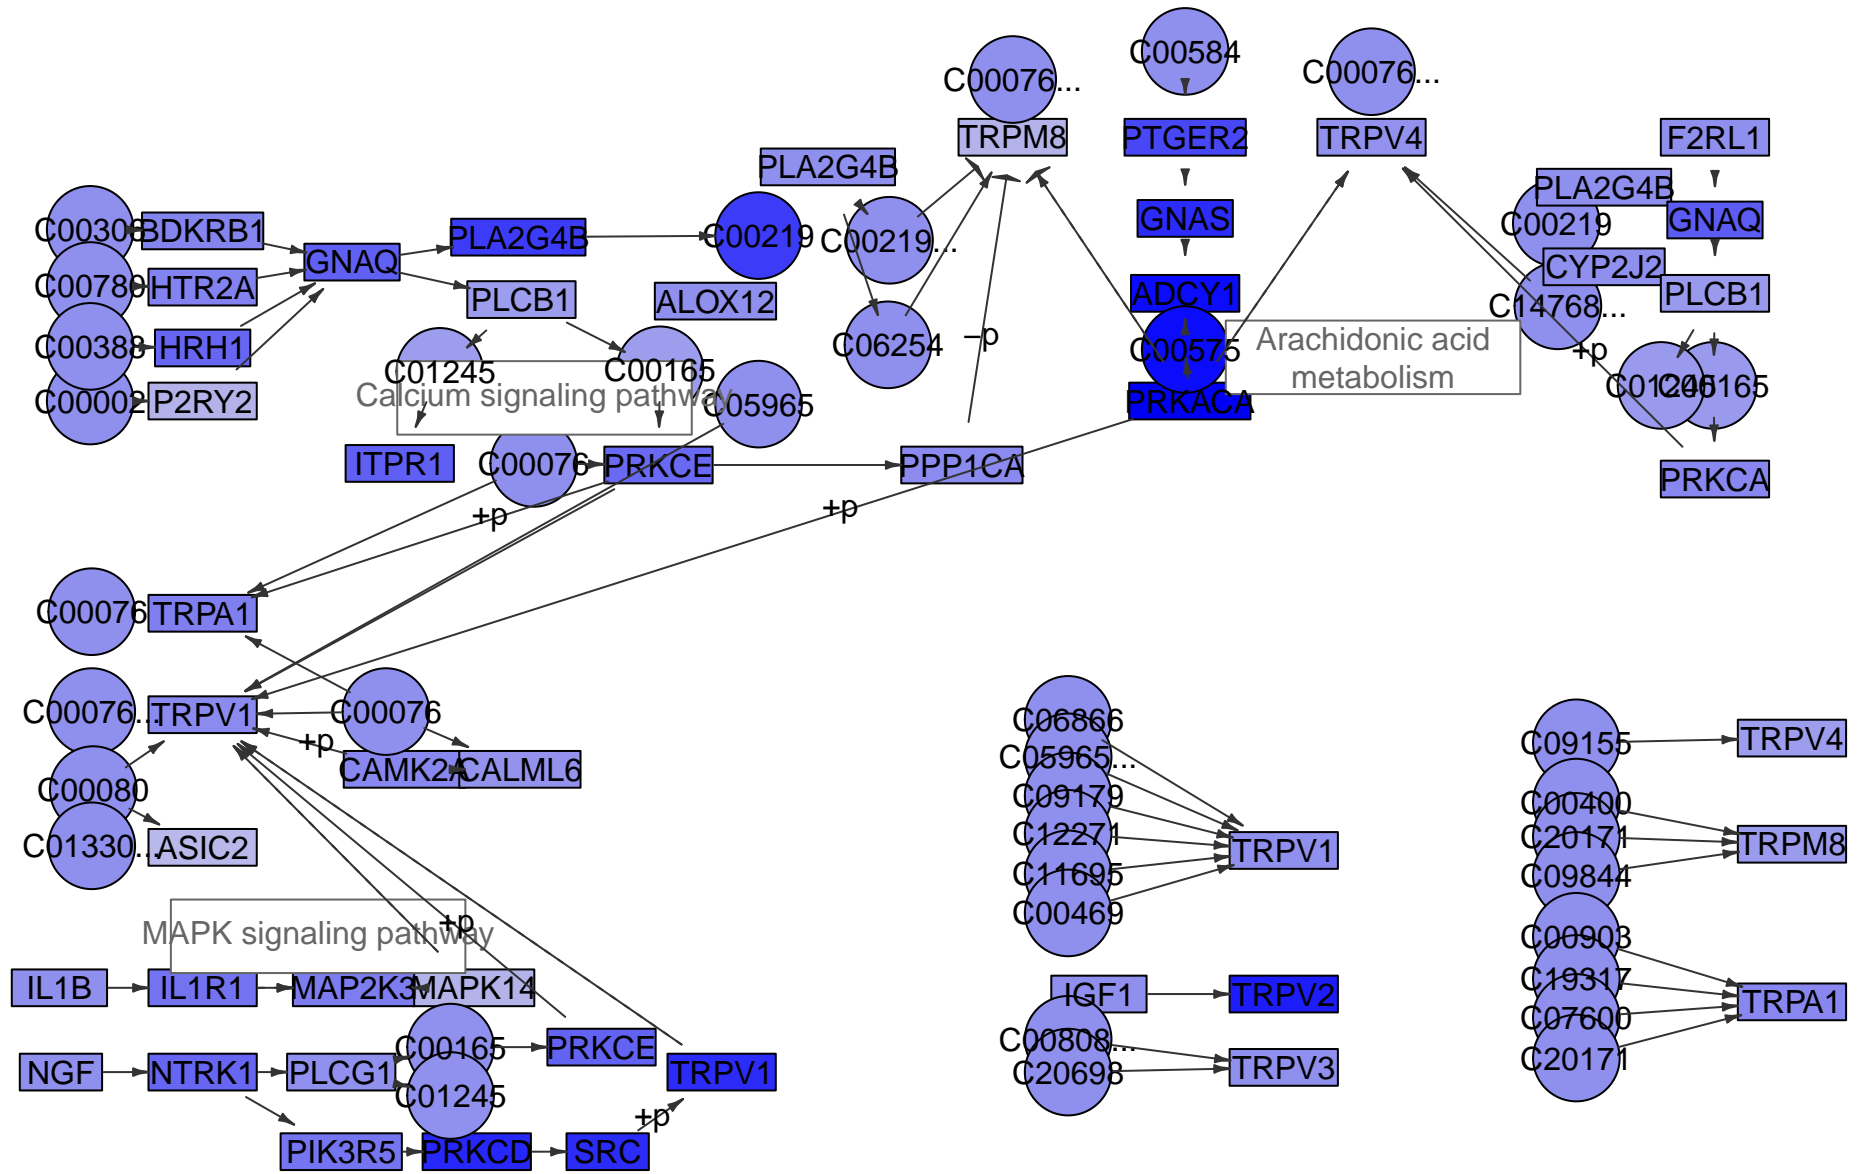 C00584
C00076...
C00076...
TRPM8
PTGER2
TRPV4
F2RL1
PLA2G4B
PLA2G4B
C00219
GNAS
GNAQ
BDKRB1
PLA2G4B
C00219
C00219...
GNAQ
CYP2J2
C00780
HTR2A
PLCB1
ALOX12
ADCY1
PLCB1
C14768...
C00388
HRH1
C06254
–p
C00575
Arachidonic acid
metabolism
+p
C01245
C00165
Calcium signaling pathway
C00002
P2RY2
C05965
PRKACA
ITPR1
C00076
PRKCE
PPP1CA
PRKCA
+p
+p
C00076
TRPA1
C00076...
TRPV1
C00076
+p
CAMK2A
CALML6
C00080
C01330...
ASIC2
C06866
C05965...
C09179
C12271
C11695
C00469
TRPV1
C09155
TRPV4
C00400
C20171
C09844
TRPM8
MAPK signaling pathway
+p
IL1B
IL1R1
MAP2K3
MAPK14
IGF1
TRPV2
C00903
C19317
C07600
C20171
TRPA1
C00808...
C20698
TRPV3
NGF
NTRK1
PLCG1
C00165
C01245
PRKCE
TRPV1
+p
PIK3R5
PRKCD
SRC